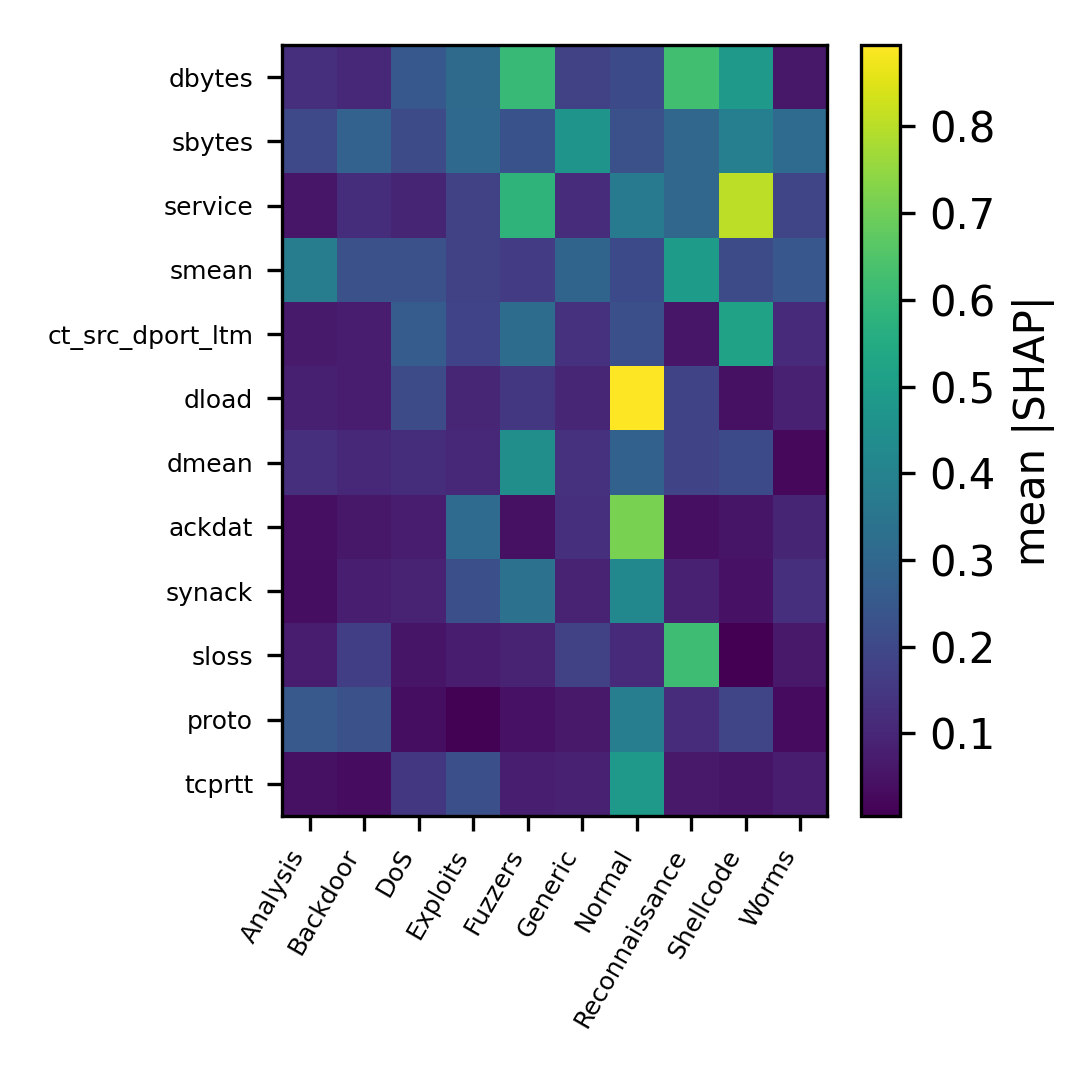 dbytes
sbytes
service
smean
ct_src_dport_ltm
dload
dmean
ackdat
synack
sloss
proto
tcprtt
Analysis
Backdoor
DoS
Exploits
Fuzzers
Generic
Normal
Reconnaissance
Shellcode
Worms
0.8
0.7
0.6
0.5
0.4
0.3
0.2
0.1
mean |SHAP|